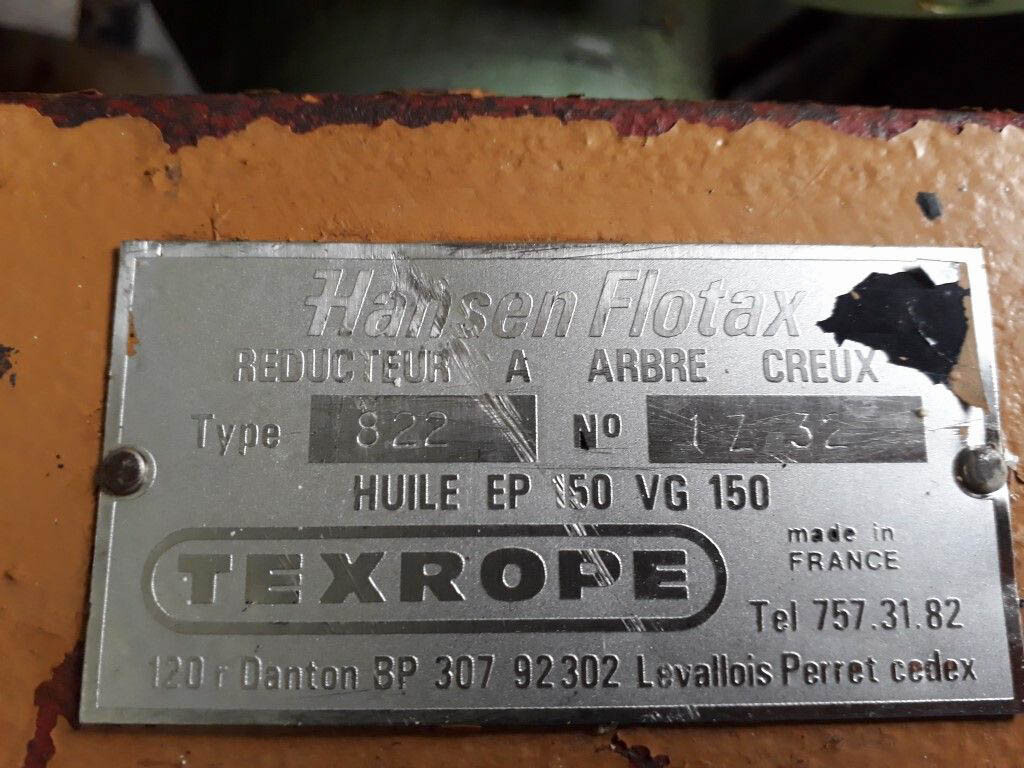 Hansen Flotax
REDUCTEUR A ARBRE CREUX
Type 822 No 1Z 32
HUILE EP 150 VG 150
TEXROPE
made in
FRANCE
Tel 757.31.82
120 r Danton BP 307 92302 Levallois Perret cedex